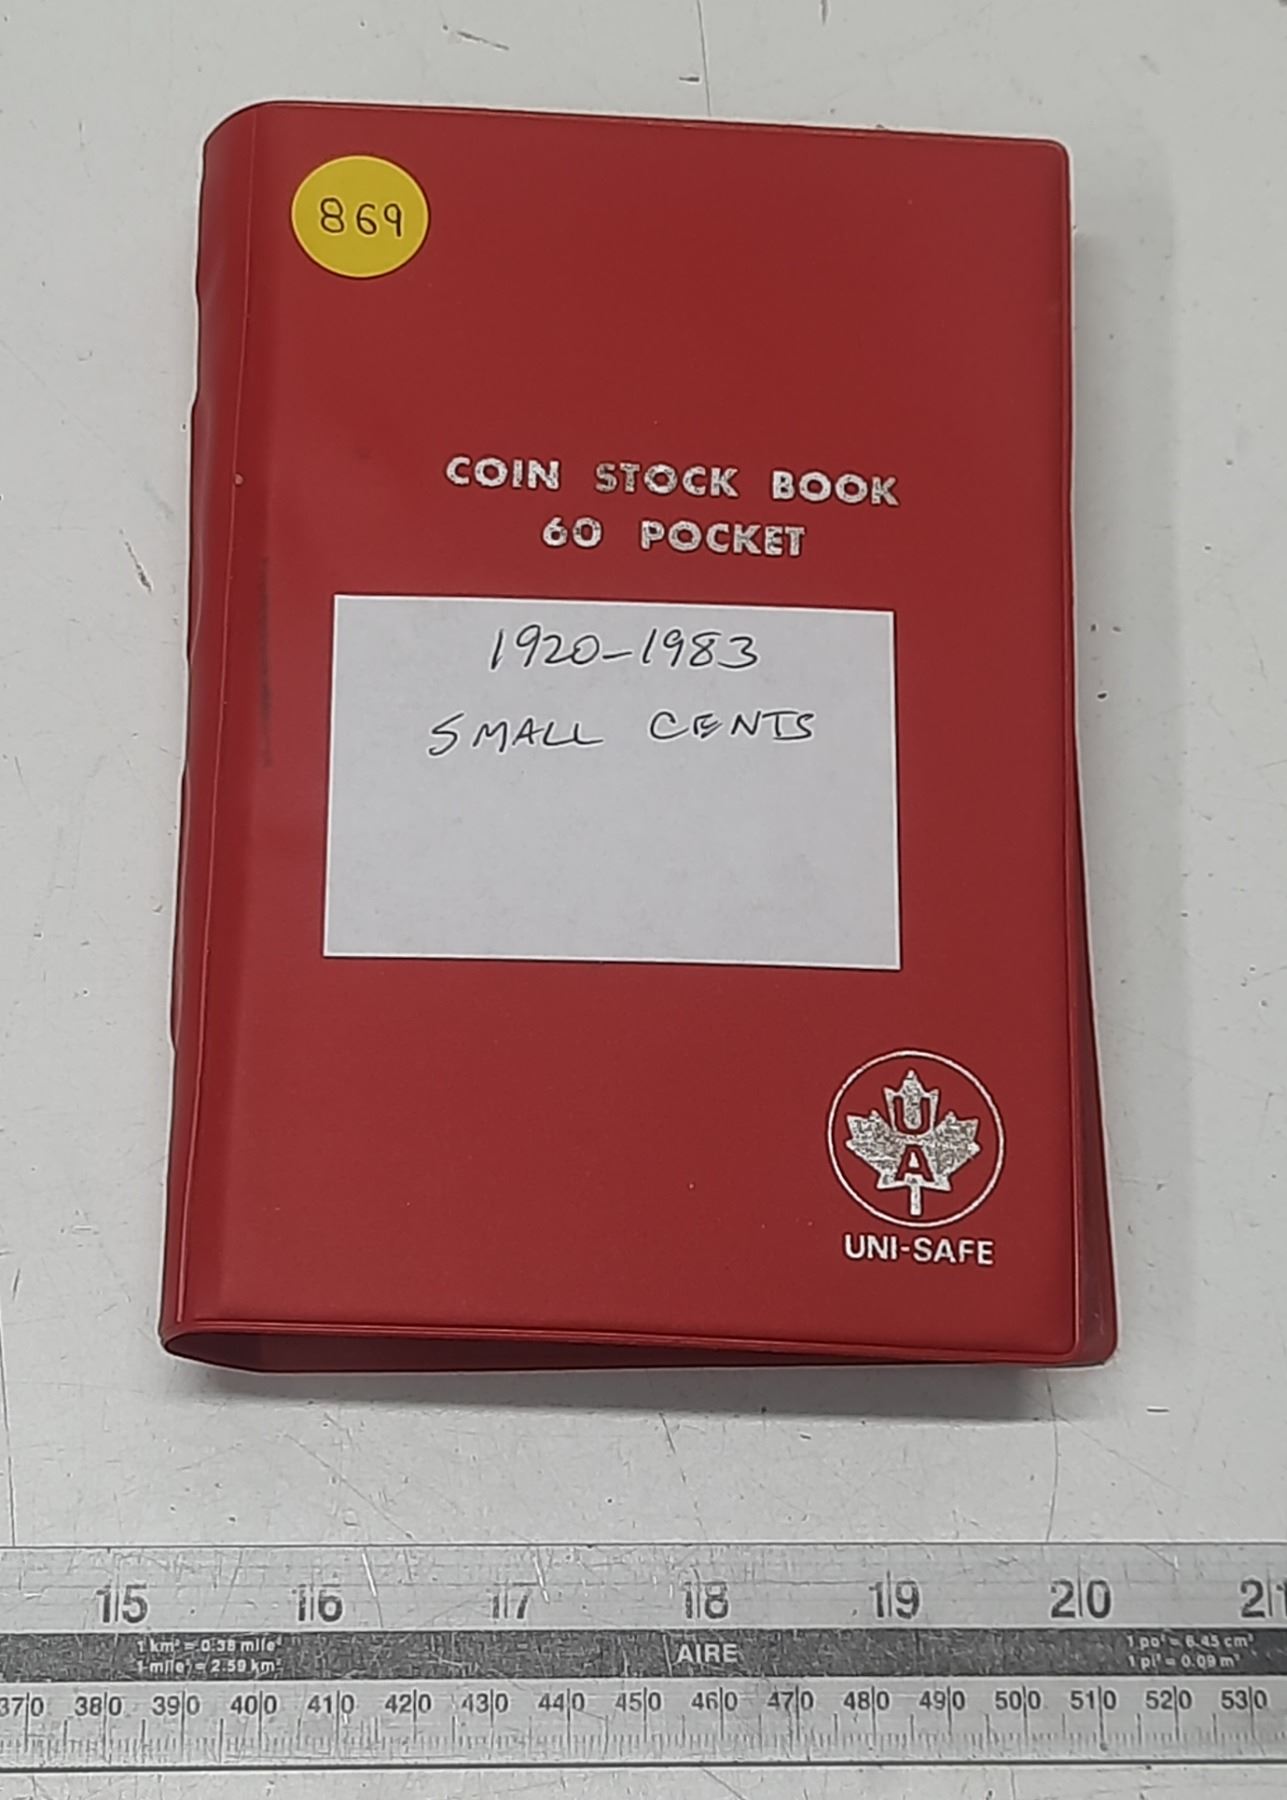 869
COIN STOCK BOOK
60 POCKET
1920-1983
SMALL CENTS
U
A
UNI-SAFE
15 16 17 18 19 20 21
1 km² = 0.38 mile² AIRE 1 po² = 6.45 cm²
1 mile² = 2.59 km² 1 pi² = 0.09 m²
370 380 390 400 410 420 430 440 450 460 470 480 490 500 510 520 530